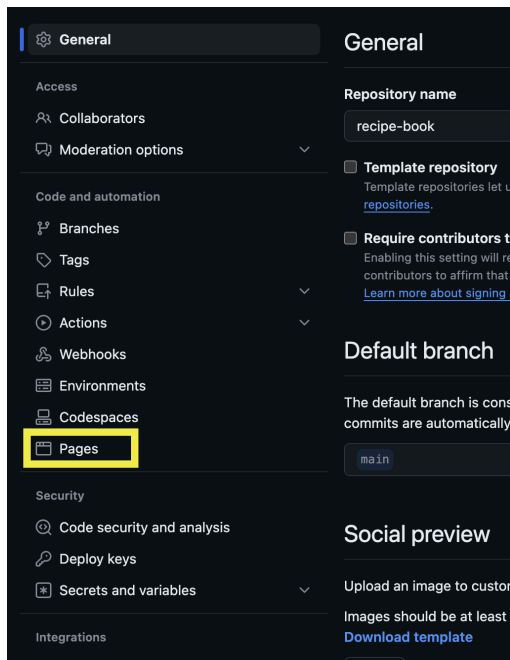 General
Access
Collaborators
Moderation options
Code and automation
Branches
Tags
Rules
Actions
Webhooks
Environments
Codespaces
Pages
Security
Code security and analysis
Deploy keys
Secrets and variables
Integrations
General
Repository name
recipe-book
Template repository
Template repositories let
repositories.
Require contributors
Enabling this setting will
contributors to affirm that
Learn more about signing
Default branch
The default branch is
commits are automatically
main
Social preview
Upload an image to
Images should be at least
Download template